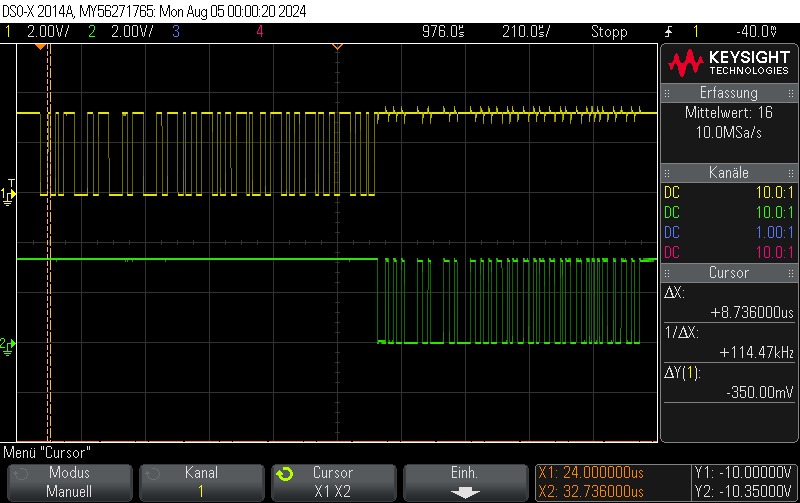 DSO-X 2014A, MY56271765: Mon Aug 05 00:00:20 2024
1 2.00V/ 2 2.00V/ 3 4 976.0us 210.0us/ Stopp 1 -40.0V
KEYSIGHT
TECHNOLOGIES
Erfassung
Mittelwert: 16
10.0MSa/s
Kanäle
DC 10.0:1
DC 10.0:1
DC 1.00:1
DC 10.0:1
Cursor
ΔX:
+8.736000us
1/ΔX:
+114.47kHz
ΔY(1):
-350.00mV
T
1
2
Menü "Cursor"
Modus
Manuell
Kanal
1
Cursor
X1 X2
Einh.
X1: 24.000000us
X2: 32.736000us
Y1: -10.0000V
Y2: -10.3500V